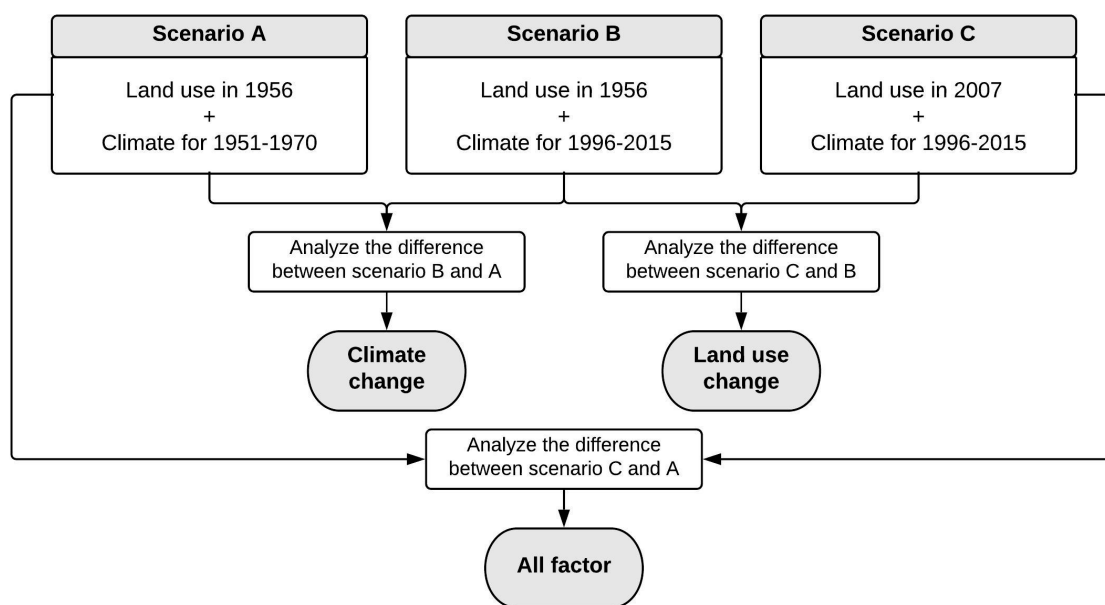 Scenario A
Land use in 1956
+
Climate for 1951-1970
Scenario B
Land use in 1956
+
Climate for 1996-2015
Scenario C
Land use in 2007
+
Climate for 1996-2015
Analyze the difference
between scenario B and A
Analyze the difference
between scenario C and B
Climate
change
Land use
change
Analyze the difference
between scenario C and A
All factor